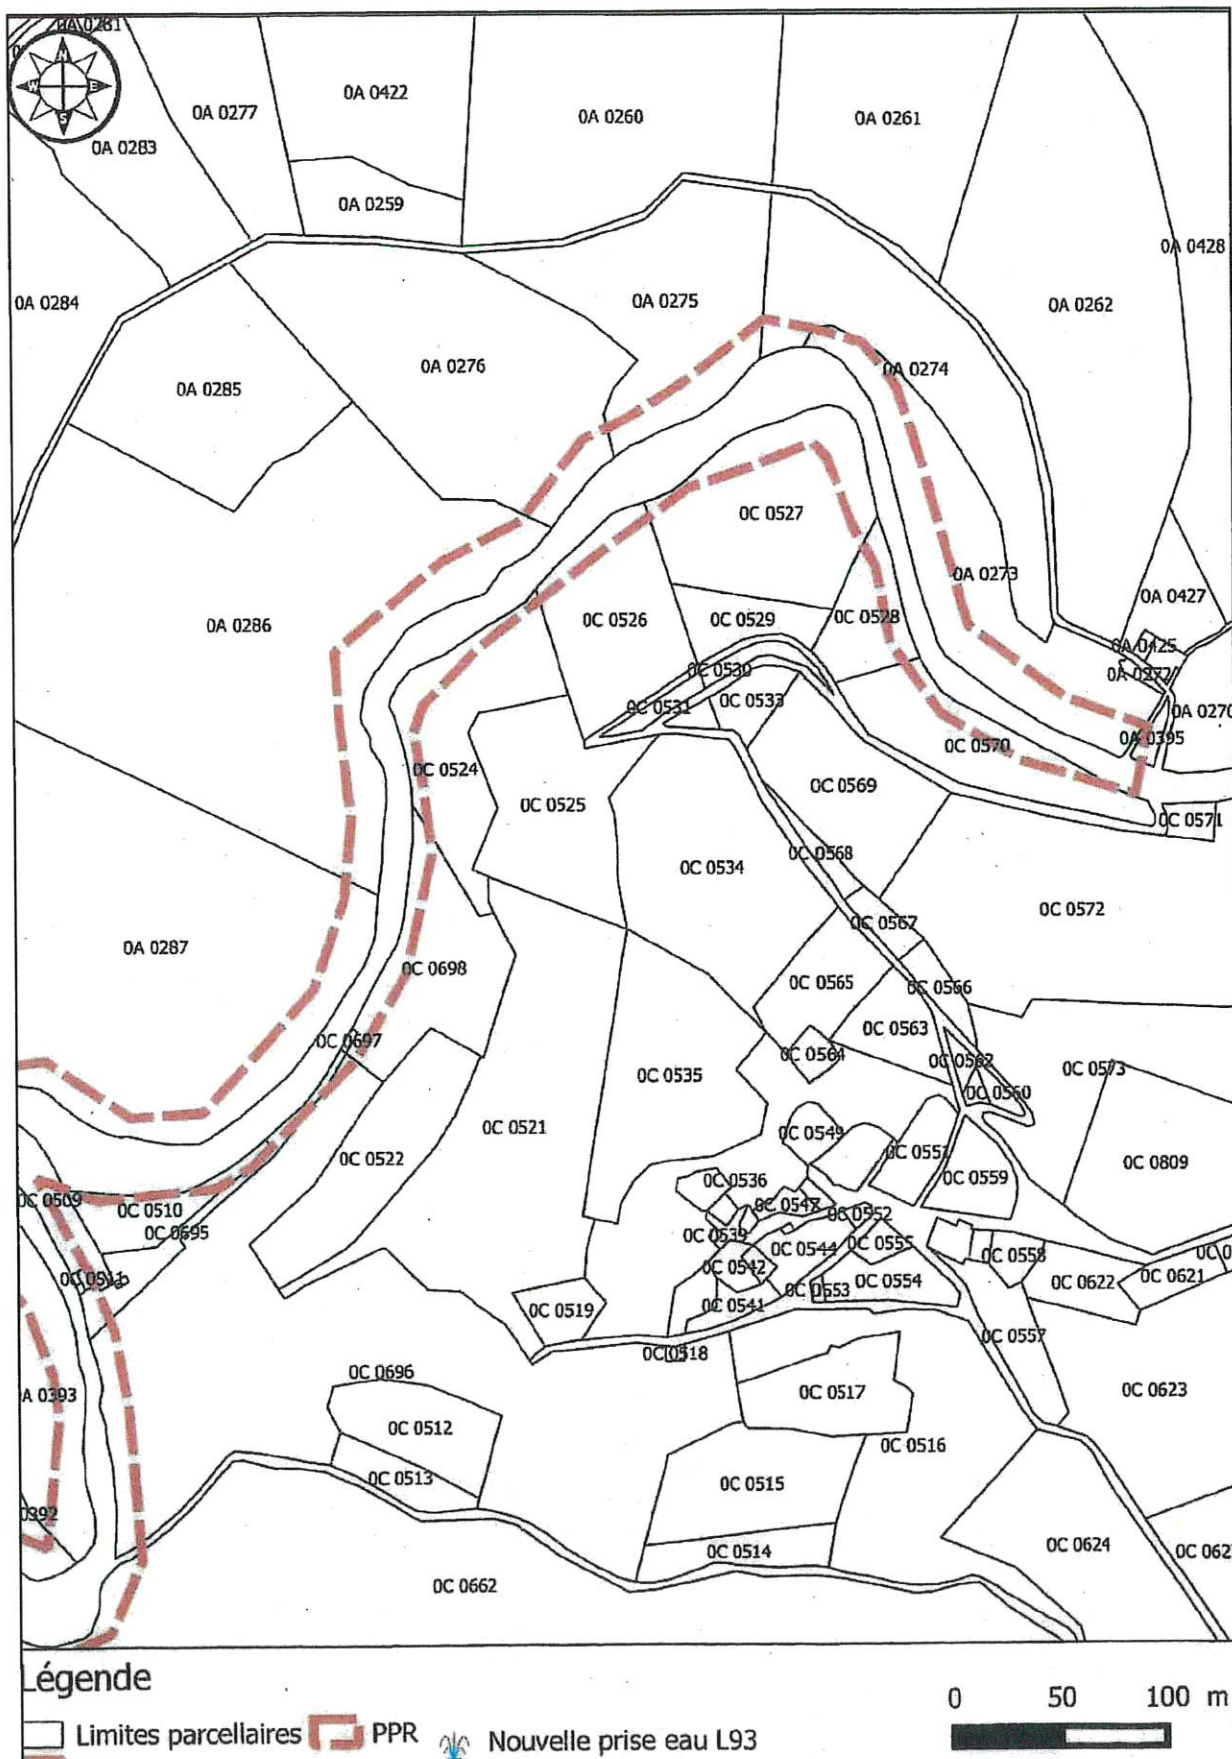 0A 0281
N
W E
S
0A 0277
0A 0422
0A 0260
0A 0261
0A 0283
0A 0259
0A 0428
0A 0284
0A 0275
0A 0262
0A 0276
0A 0274
0A 0285
0C 0527
0A 0273
0A 0427
0C 0528
0A 0286
0C 0526
0C 0529
0A 0425
0C 0530
0A 0272
0C 0531
0C 0533
0A 0270
0A 0395
0C 0570
0C 0524
0C 0525
0C 0569
0C 0571
0C 0568
0C 0534
0C 0572
0C 0567
0A 0287
0C 0698
0C 0565
0C 0566
0C 0563
0C 0697
0C 0564
0C 0562
0C 0573
0C 0535
0C 0560
0C 0521
0C 0549
0C 0551
0C 0522
0C 0559
0C 0809
0C 0536
0C 0509
0C 0510
0C 0547
0C 0552
0C 0695
0C 0539
0C 0544
0C 0555
0C 0558
0C 0511
0C 0542
0C 0554
0C 0622
0C 0621
0C 0553
0C 0519
0C 0541
0C 0557
0C 0518
0C 0696
A 0393
0C 0517
0C 0623
0C 0512
0C 0516
0C 0513
0C 0515
0392
0C 0514
0C 0624
0C 062
0C 0662
Légende
0 50 100 m
Limites parcellaires PPR Nouvelle prise eau L93